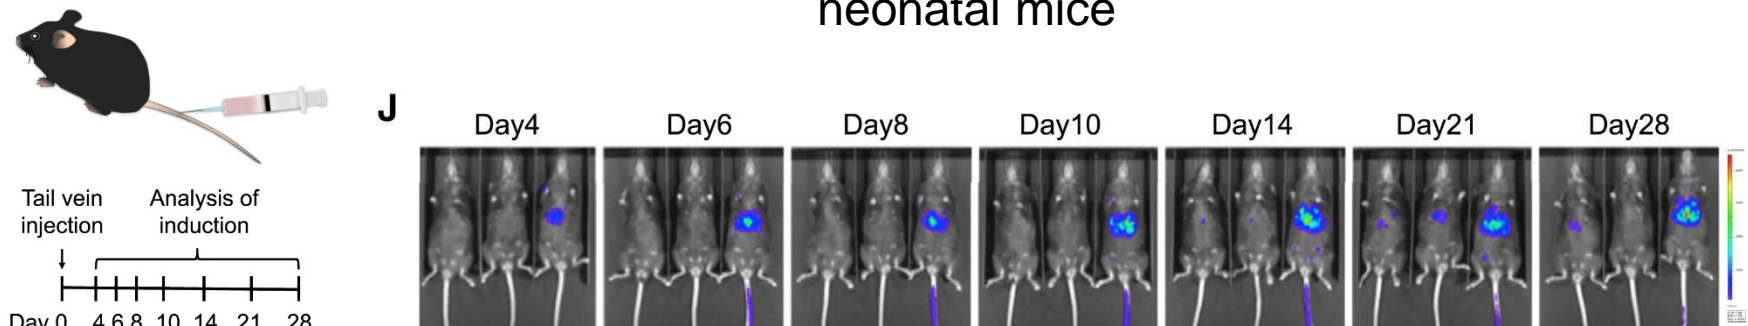 neonatal mice
J
Day4 Day6 Day8 Day10 Day14 Day21 Day28
Tail vein injection
Analysis of induction
Day 0 4 6 8 10 14 21 28